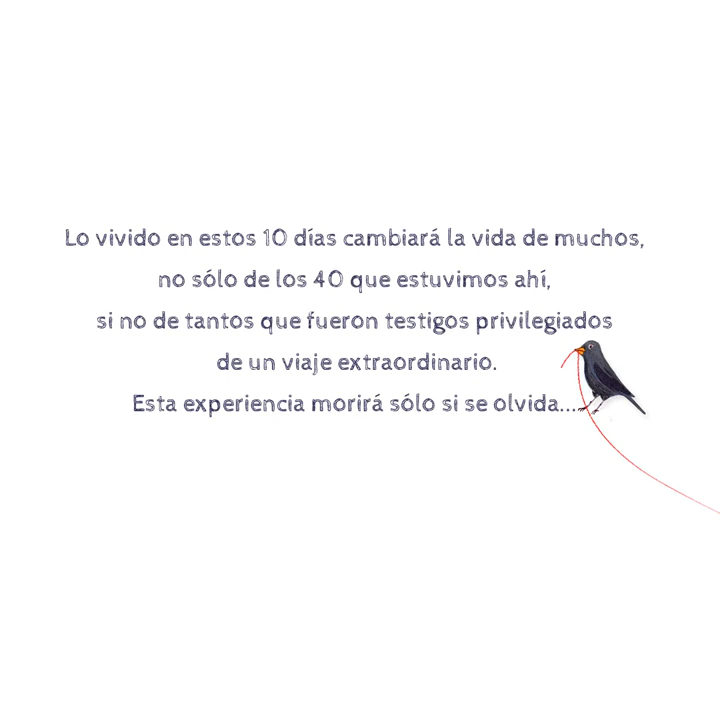 Lo vivido en estos 10 días cambiará la vida de muchos,
no sólo de los 40 que estuvimos ahí,
si no de tantos que fueron testigos privilegiados
de un viaje extraordinario.
Esta experiencia morirá sólo si se olvida...